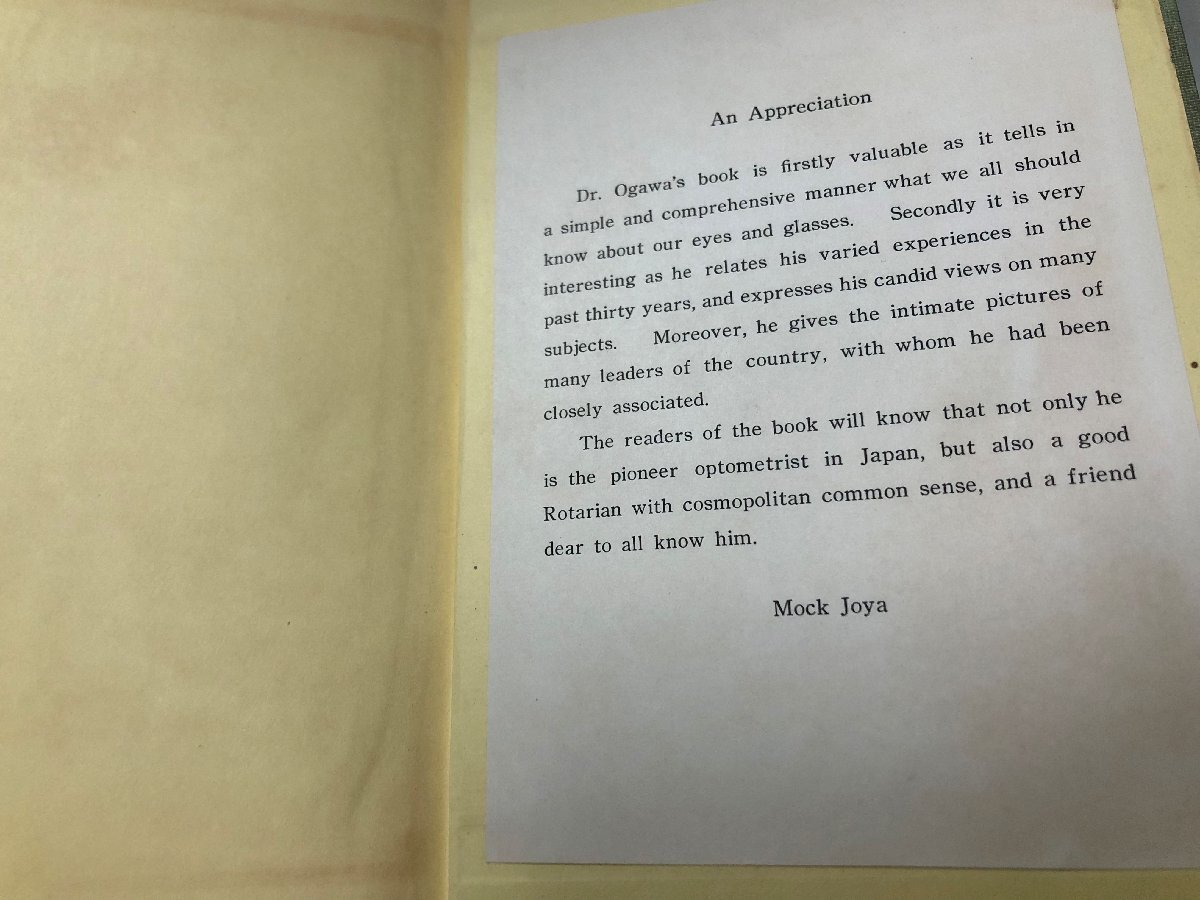 An Appreciation
Dr. Ogawa's book is firstly valuable as it tells in
a simple and comprehensive manner what we all should
know about our eyes and glasses. Secondly it is very
interesting as he relates his varied experiences in the
past thirty years, and expresses his candid views on many
subjects. Moreover, he gives the intimate pictures of
many leaders of the country, with whom he had been
closely associated.
The readers of the book will know that not only he
is the pioneer optometrist in Japan, but also a good
Rotarian with cosmopolitan common sense, and a friend
dear to all know him.
Mock Joya